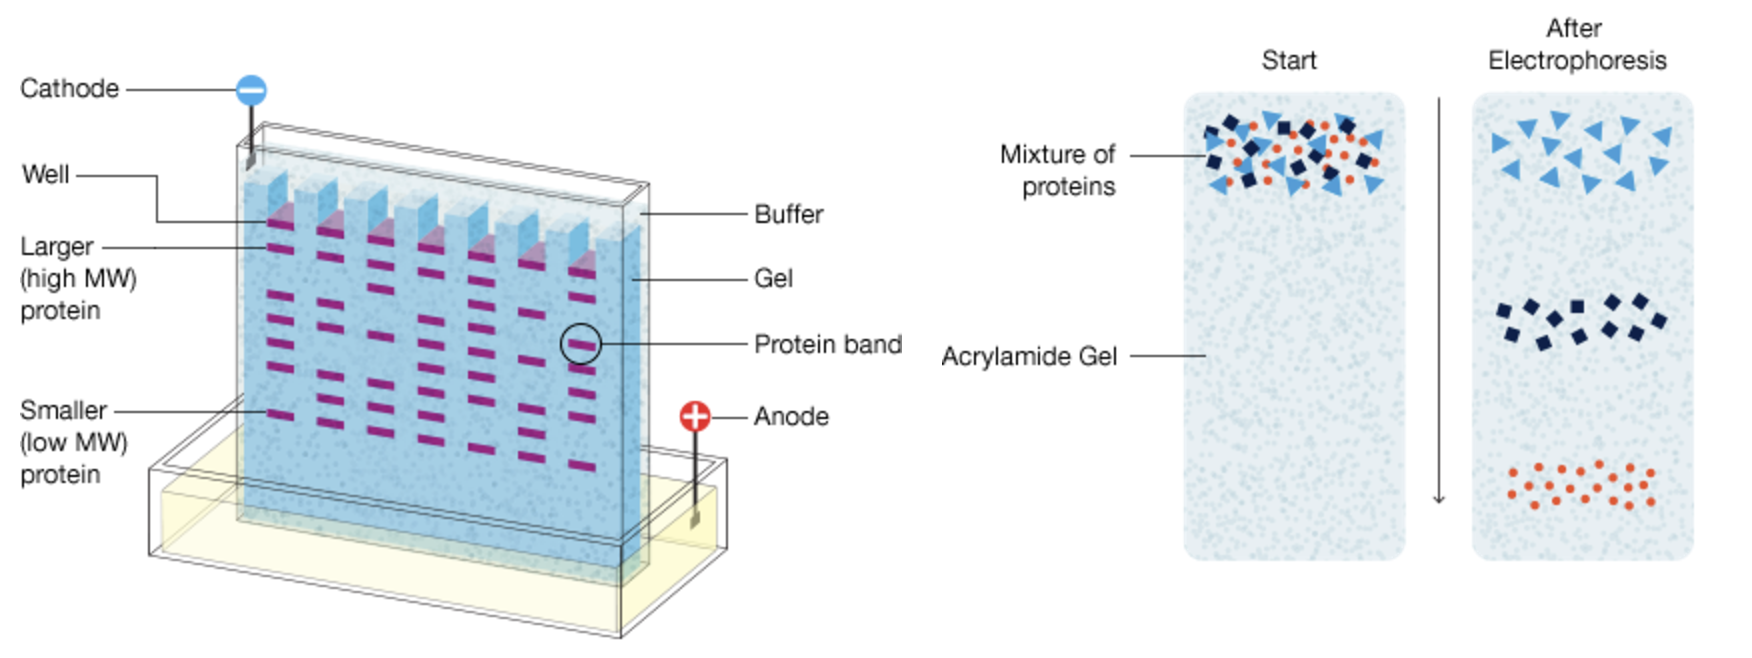 Cathode
Well
Larger
(high MW)
protein
Smaller
(low MW)
protein
Buffer
Gel
Protein band
Anode
Start
After
Electrophoresis
Mixture of
proteins
Acrylamide Gel